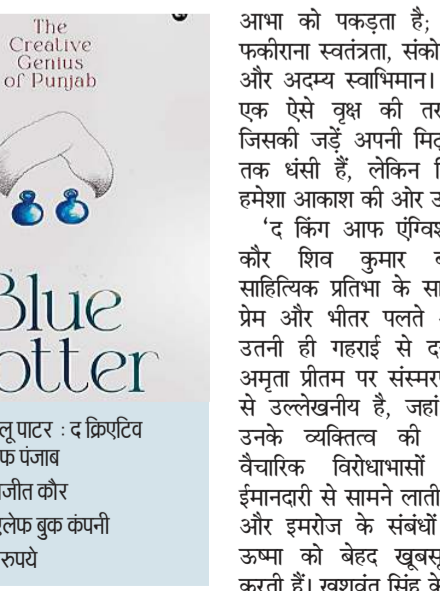 The
Creative
Genius
of Punjab
Blue
Potter
लू पाटर : द क्रिएटिव
फ पंजाब
जीत कौर
लेफ बुक कंपनी
रुपये
आभा को पकड़ता है;
फकीराना स्वतंत्रता, संको
और अदम्य स्वाभिमान।
एक ऐसे वृक्ष की तर
जिसकी जड़ें अपनी मिट्
तक धंसी हैं, लेकिन
हमेशा आकाश की ओर उ
‘द किंग आफ एंग्विश
कौर शिव कुमार ब
साहित्यिक प्रतिभा के सा
प्रेम और भीतर पलते
उतनी ही गहराई से द
अमृता प्रीतम पर संस्मर
से उल्लेखनीय है, जहां
उनके व्यक्तित्व की
वैचारिक विरोधाभासों
ईमानदारी से सामने लाती
और इमरोज के संबंधों
ऊष्मा को बेहद खूबसू
करती हैं। खुशवंत सिंह के